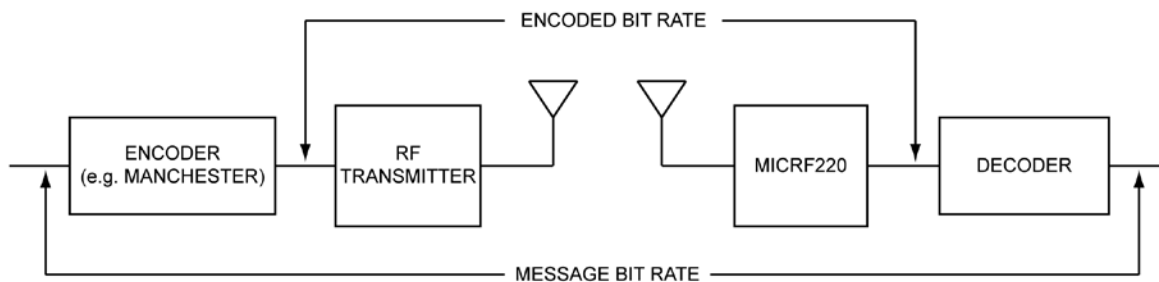 ENCODED BIT RATE
ENCODER
(e.g. MANCHESTER)
RF
TRANSMITTER
MICRF220
DECODER
MESSAGE BIT RATE